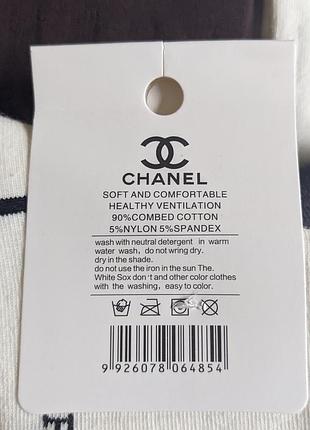 CHANEL
SOFT AND COMFORTABLE
HEALTHY VENTILATION
90%COMBED COTTON
5%NYLON 5%SPANDEX
wash with neutral detergent in warm
water wash, do not wring dry.
dry in the shade.
do not use the iron in sun The.
White Sox don't and other color clothes
with the washing, easy to color.
9 926078 064854